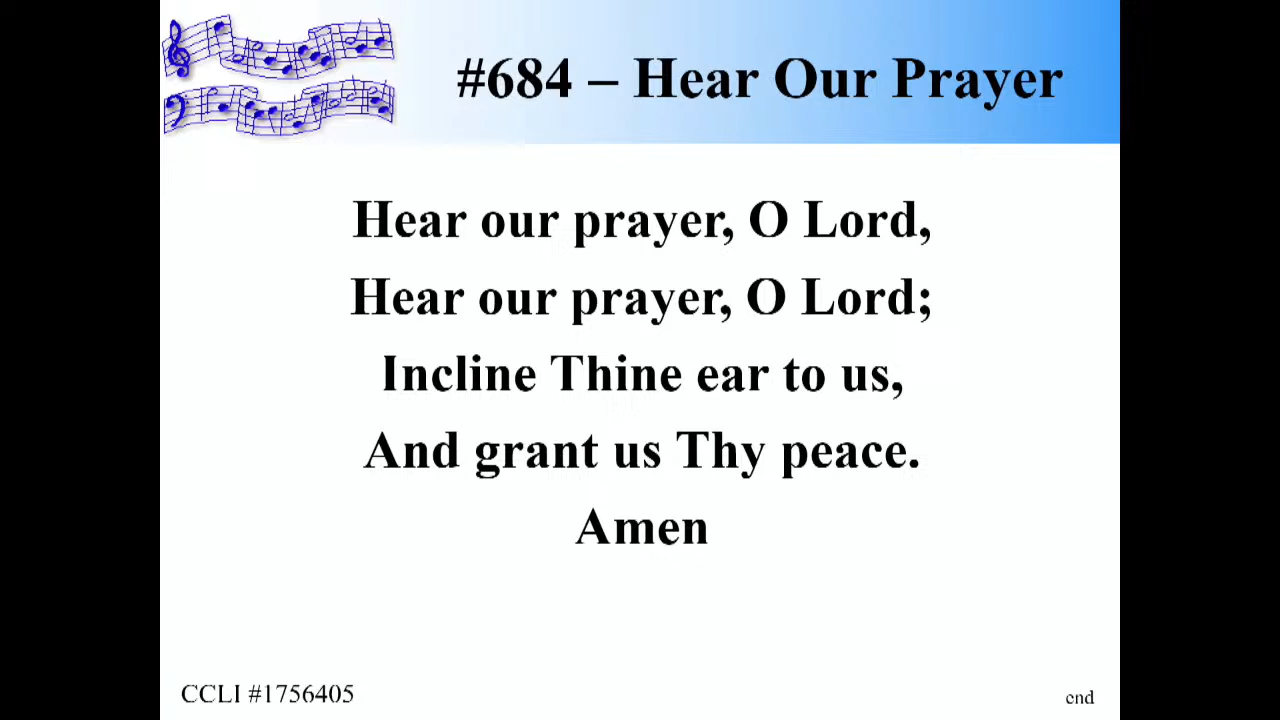 #684 – Hear Our Prayer
Hear our prayer, O Lord,
Hear our prayer, O Lord;
Incline Thine ear to us,
And grant us Thy peace.
Amen
CCLI #1756405
end